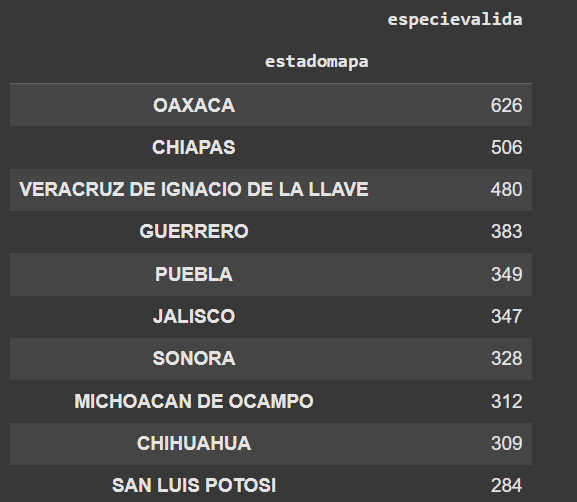 especievalida
estadomapa
OAXACA 626
CHIAPAS 506
VERACRUZ DE IGNACIO DE LA LLAVE 480
GUERRERO 383
PUEBLA 349
JALISCO 347
SONORA 328
MICHOACAN DE OCAMPO 312
CHIHUAHUA 309
SAN LUIS POTOSI 284